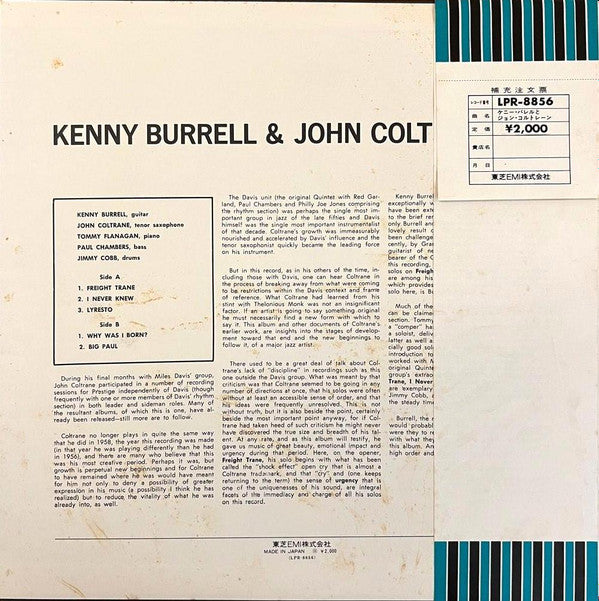 KENNY BURRELL & JOHN COLT
KENNY BURRELL, guitar
JOHN COLTRANE, tenor saxophone
TOMMY FLANAGAN, piano
PAUL CHAMBERS, bass
JIMMY COBB, drums
Side A
1. FREIGHT TRANE
2. I NEVER KNEW
3. LYRESTO
Side B
1. WHY WAS I BORN?
2. BIG PAUL
During his final months with Miles Davis' group,
John Coltrane participated in a number of recording
sessions for Prestige independently of Davis (though
frequently with one or more members of Davis' rhythm
section) in both leader and sideman roles. Many of
the resultant albums, of which this is one, have al-
ready been released—still more are to follow.
Coltrane no longer plays in quite the same way
that he did in 1958, the year this recording was made
(in that year he was playing differently than he had
in 1956), and there are many who believe that this
was his most creative period. Perhaps it was, but
growth is perpetual new beginnings and for Coltrane
to have remained where he was would have meant
for him not only to deny a possibility of greater
expression in his music (a possibility I think he has
realized) but to reduce the vitality of what he was
already into, as well.
The Davis unit (the original Quintet with Red Gar-
land, Paul Chambers and Philly Joe Jones comprising
the rhythm section) was perhaps the single most im-
portant group in jazz of the late fifties and Davis
himself was the single most important instrumentalist
of that decade. Coltrane's growth was immeasurably
nourished and accelerated by Davis' influence and the
tenor saxophonist quickly became the leading force
on his instrument.
But in this record, as in his others of the time, in-
cluding those with Davis, one can hear Coltrane in
the process of breaking away from what were coming
to be restrictions within the Davis context and frame
of reference. What Coltrane had learned from his
stint with Thelonious Monk was not an insignificant
factor. If an artist is going to say something original
he must necessarily find a new form with which to
say it. This album and other documents of Coltrane's
earlier work, are insights into the stages of develop-
ment toward that end and the new beginnings to
follow it, of a major jazz artist.
There used to be a great deal of talk about Col-
trane's lack of "discipline" in recordings such as this
one outside the Davis group. What was meant by that
criticism was that Coltrane seemed to be going in any
number of directions at once, that his solos were often
without at least an accessible sense of order, and that
his ideas were frequently unresolved. This is not
without truth, but it is also beside the point, certainly
beside the most important point anyway, for if Col-
trane had taken heed of such criticism he might never
have discovered the true size and breadth of his tal-
ent. At any rate, and as this album will testify, he
gave us music of great beauty, emotional impact and
urgency during that period. Here, on the opener,
Freight Trane, his solo begins with what has been
called the "shock effect" open cry that is almost a
Coltrane trademark, and that "cry" and (one keeps
returning to the term) the sense of urgency that is
one of the uniquenesses of his sound, are integral
facets of the immediacy and charge of all his solos
on this record.
Kenny Burrel
exceptionally w
have been exte
to the brief re
only Burrell and
lovely result o
been challenge
cently, by Gran
guitarist of ne
order of the C
this recording,
solos on Freigh
are among his
which provides
solo here, is Bu
Much of the
can be claime
section. Tommy
a "comper" ha
a soloist, deliv
latter as well a
cially good sol
introduction to
worked with M
original Quinte
group's extrao
Trane, I Never
are exemplary
Jimmy Cobb, a
the steady time
Burrell, the
would probabl
were they to re
with what they
this album. An
high order and
東芝EMI株式会社
MADE IN JAPAN ¥2,000
(LPR-8856)
補充注文票
レコード番号 LPR-8856
曲名 ケニー・バレルと
ジョン・コルトレーン
定価 ¥2,000
貴店名
月日
東芝EMI株式会社